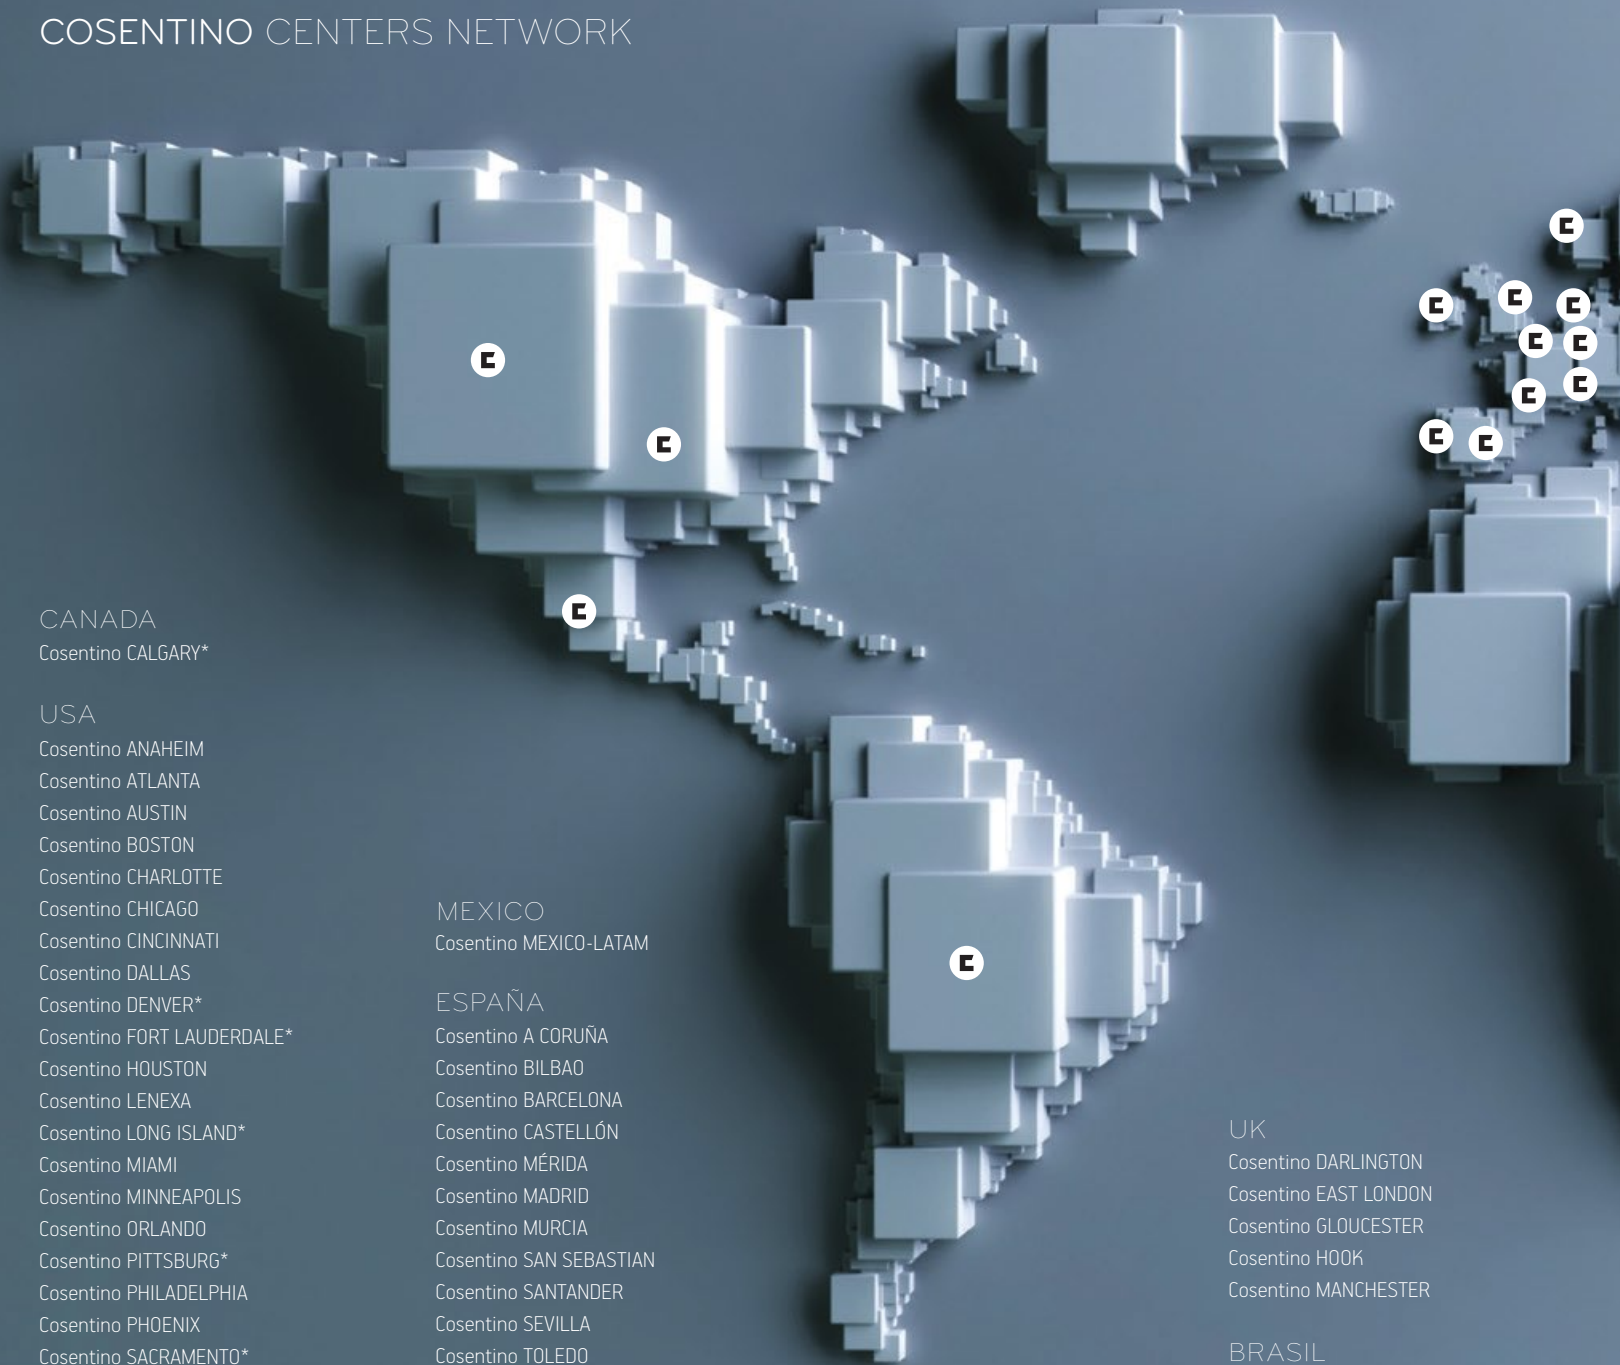 COSENTINO CENTERS NETWORK
CANADA
Cosentino CALGARY*
USA
Cosentino ANAHEIM
Cosentino ATLANTA
Cosentino AUSTIN
Cosentino BOSTON
Cosentino CHARLOTTE
Cosentino CHICAGO
Cosentino CINCINNATI
Cosentino DALLAS
Cosentino DENVER*
Cosentino FORT LAUDERDALE*
Cosentino HOUSTON
Cosentino LENEXA
Cosentino LONG ISLAND*
Cosentino MIAMI
Cosentino MINNEAPOLIS
Cosentino ORLANDO
Cosentino PITTSBURG*
Cosentino PHILADELPHIA
Cosentino PHOENIX
Cosentino SACRAMENTO*
MEXICO
Cosentino MEXICO-LATAM
ESPAÑA
Cosentino A CORUÑA
Cosentino BILBAO
Cosentino BARCELONA
Cosentino CASTELLÓN
Cosentino MÉRIDA
Cosentino MADRID
Cosentino MURCIA
Cosentino SAN SEBASTIAN
Cosentino SANTANDER
Cosentino SEVILLA
Cosentino TOLEDO
UK
Cosentino DARLINGTON
Cosentino EAST LONDON
Cosentino GLOUCESTER
Cosentino HOOK
Cosentino MANCHESTER
BRASIL